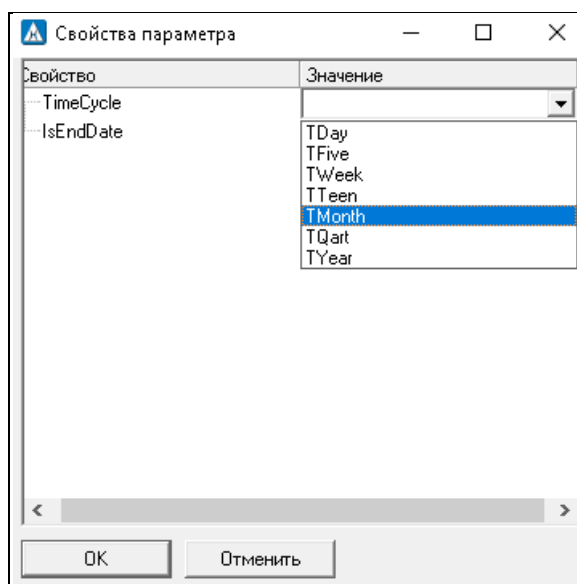 Свойства параметра
Свойство Значение
TimeCycle
IsEndDate
TDay
TFive
TWeek
TTeen
TMonth
TQart
TYear
OK Отменить